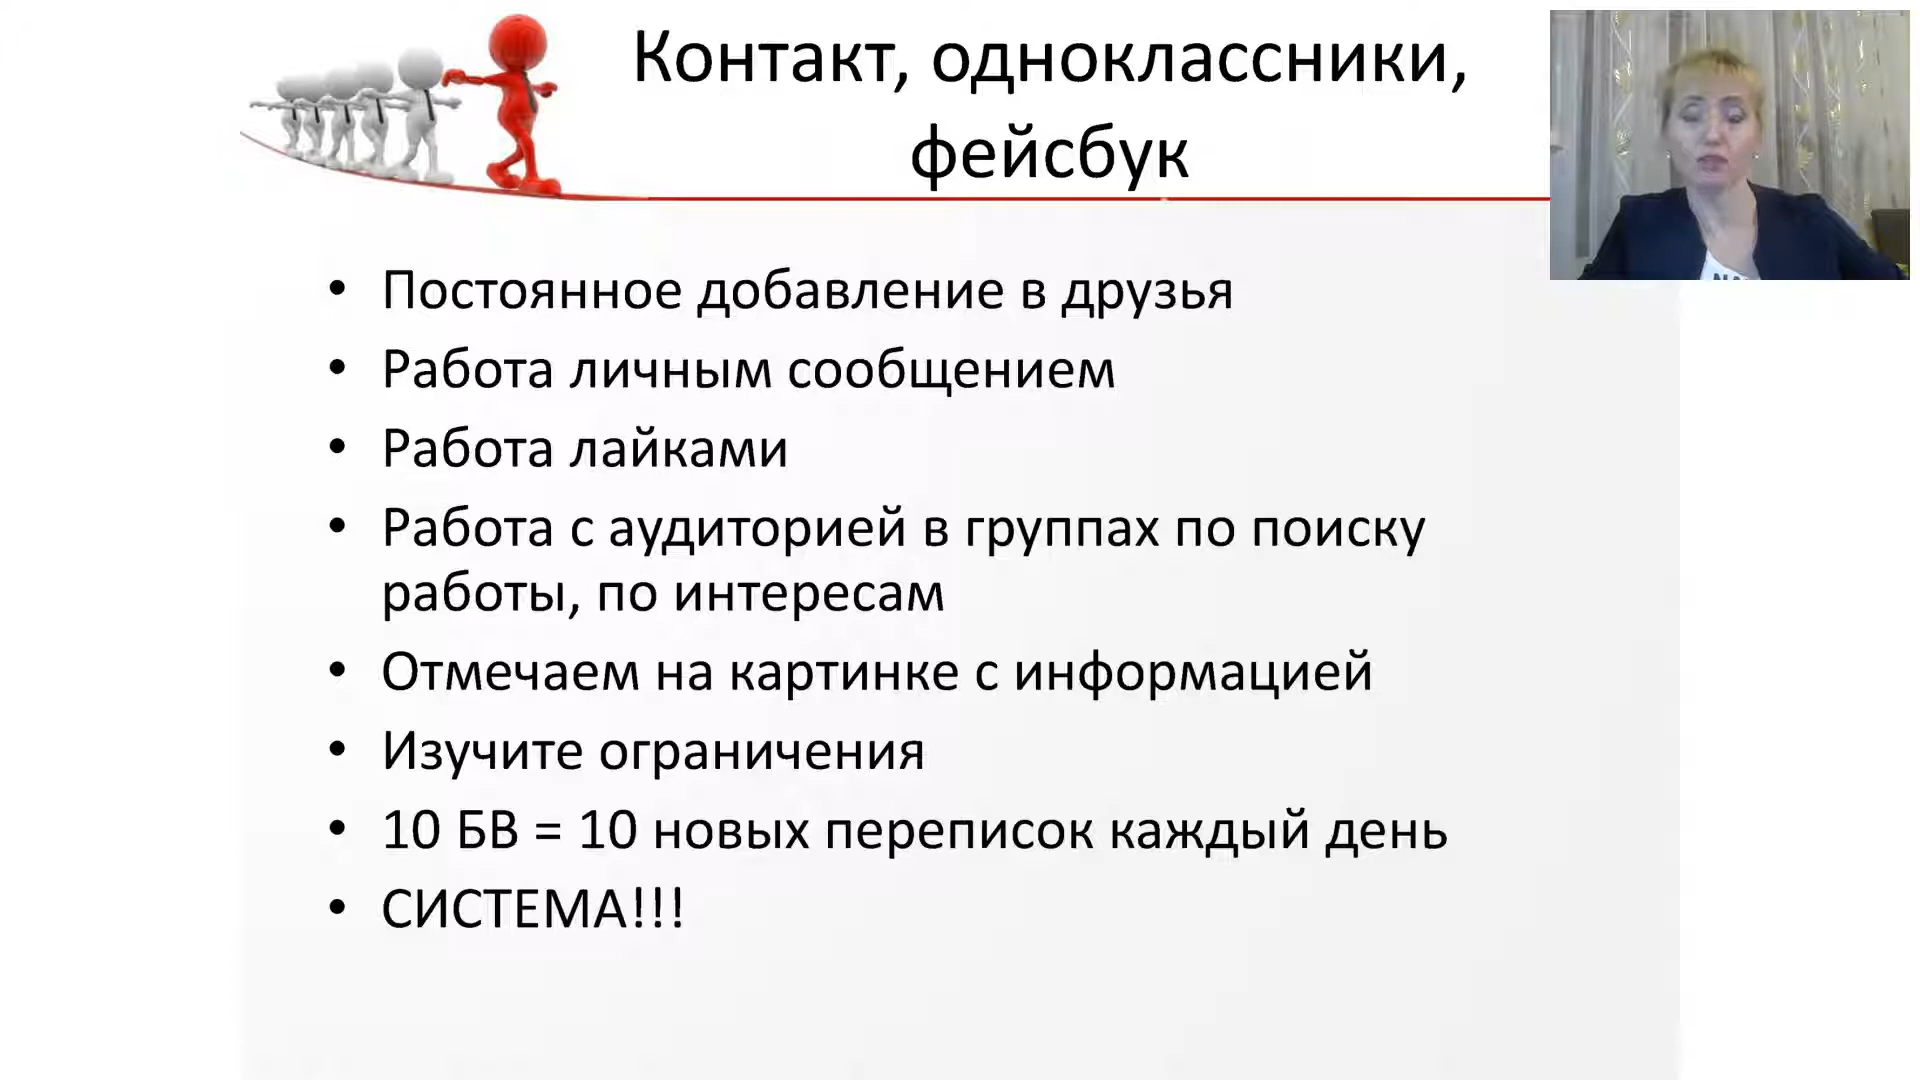 Контакт, одноклассники,
фейсбук
• Постоянное добавление в друзья
• Работа личным сообщением
• Работа лайками
• Работа с аудиторией в группах по поиску
работы, по интересам
• Отмечаем на картинке с информацией
• Изучите ограничения
• 10 БВ = 10 новых переписок каждый день
• СИСТЕМА!!!